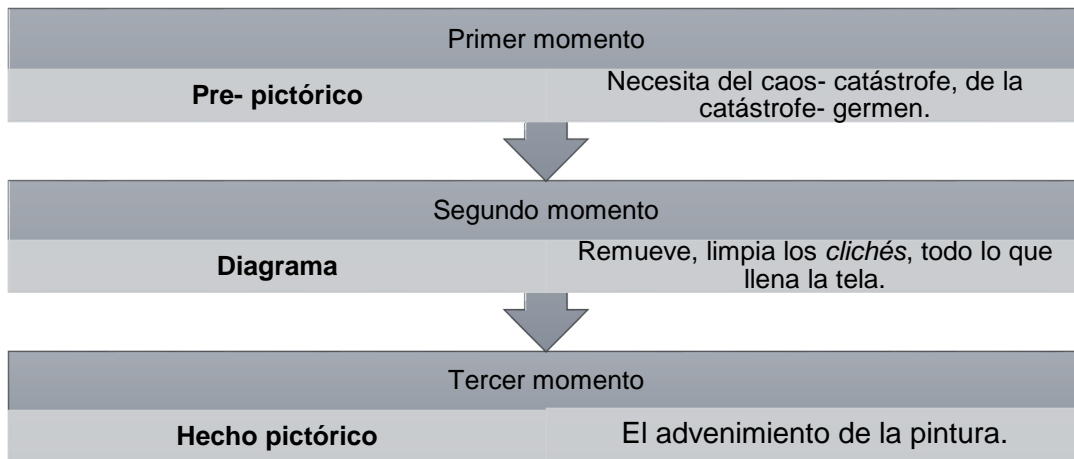 Primer momento
Pre- pictórico
Necesita del caos- catástrofe, de la
catástrofe- germen.
Segundo momento
Diagrama
Remueve, limpia los clichés, todo lo que
llena la tela.
Tercer momento
Hecho pictórico
El advenimiento de la pintura.